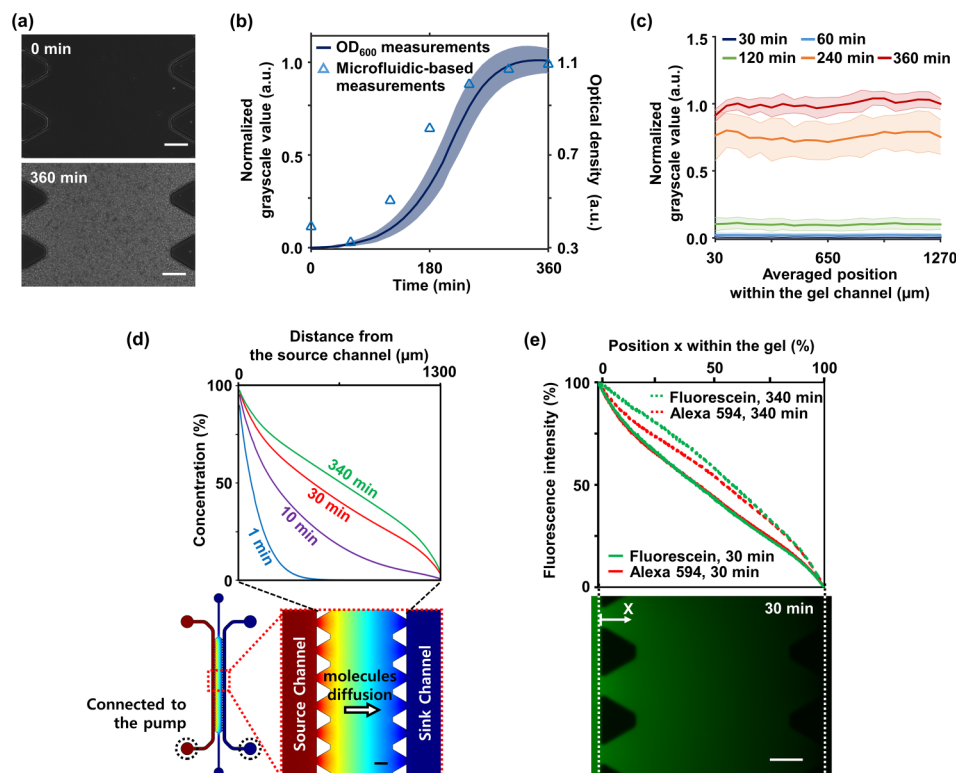 (a)
0 min
360 min
(b)
OD600 measurements
Microfluidic-based
measurements
Normalized
grayscale value (a.u.)
1.0
0.5
0.0
1.1
0.7
0.3
Optical density (a.u.)
0
180
360
Time (min)
(c)
30 min
60 min
120 min
240 min
360 min
Normalized
grayscale value (a.u.)
1.5
1.0
0.5
0.0
30
650
1270
Averaged position
within the gel channel (μm)
(d)
Distance from
the source channel (μm)
0
1300
Concentration (%)
100
50
0
340 min
30 min
10 min
1 min
Connected to
the pump
Source Channel
molecules
diffusion
Sink Channel
(e)
Position x within the gel (%)
0
50
100
Fluorescence intensity (%)
100
50
0
Fluorescein, 340 min
Alexa 594, 340 min
Fluorescein, 30 min
Alexa 594, 30 min
X
30 min